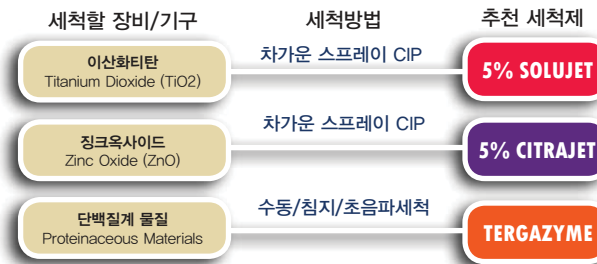 세척할 장비/기구 세척방법 추천 세척제
이산화티탄
Titanium Dioxide (TiO2)
차가운 스프레이 CIP
5% SOLUJET
징크옥사이드
Zinc Oxide (ZnO)
차가운 스프레이 CIP
5% CITRAJET
단백질계 물질
Proteinaceous Materials
수동/침지/초음파세척
TERGAZYME